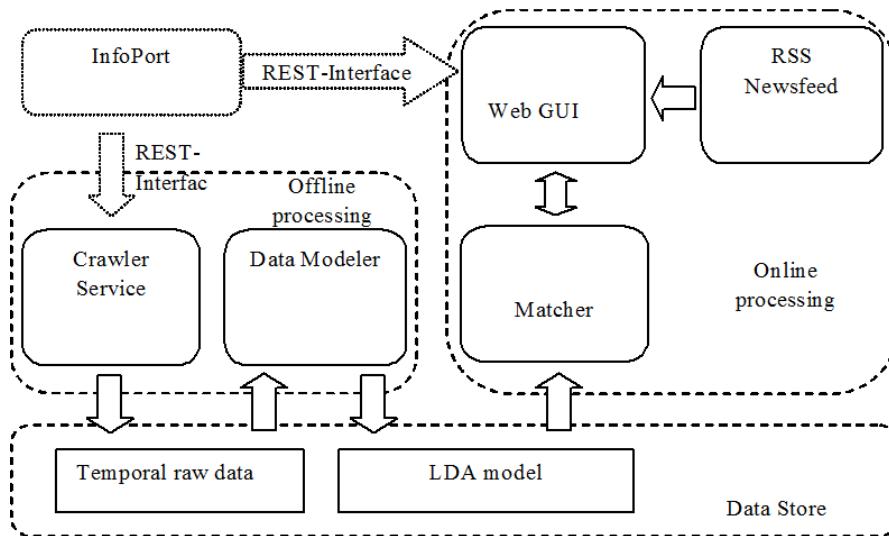 InfoPort
REST-Interface
REST-
Interfac
Web GUI
RSS
Newsfeed
Offline
processing
Crawler
Service
Data Modeler
Matcher
Online
processing
Temporal raw data
LDA model
Data Store